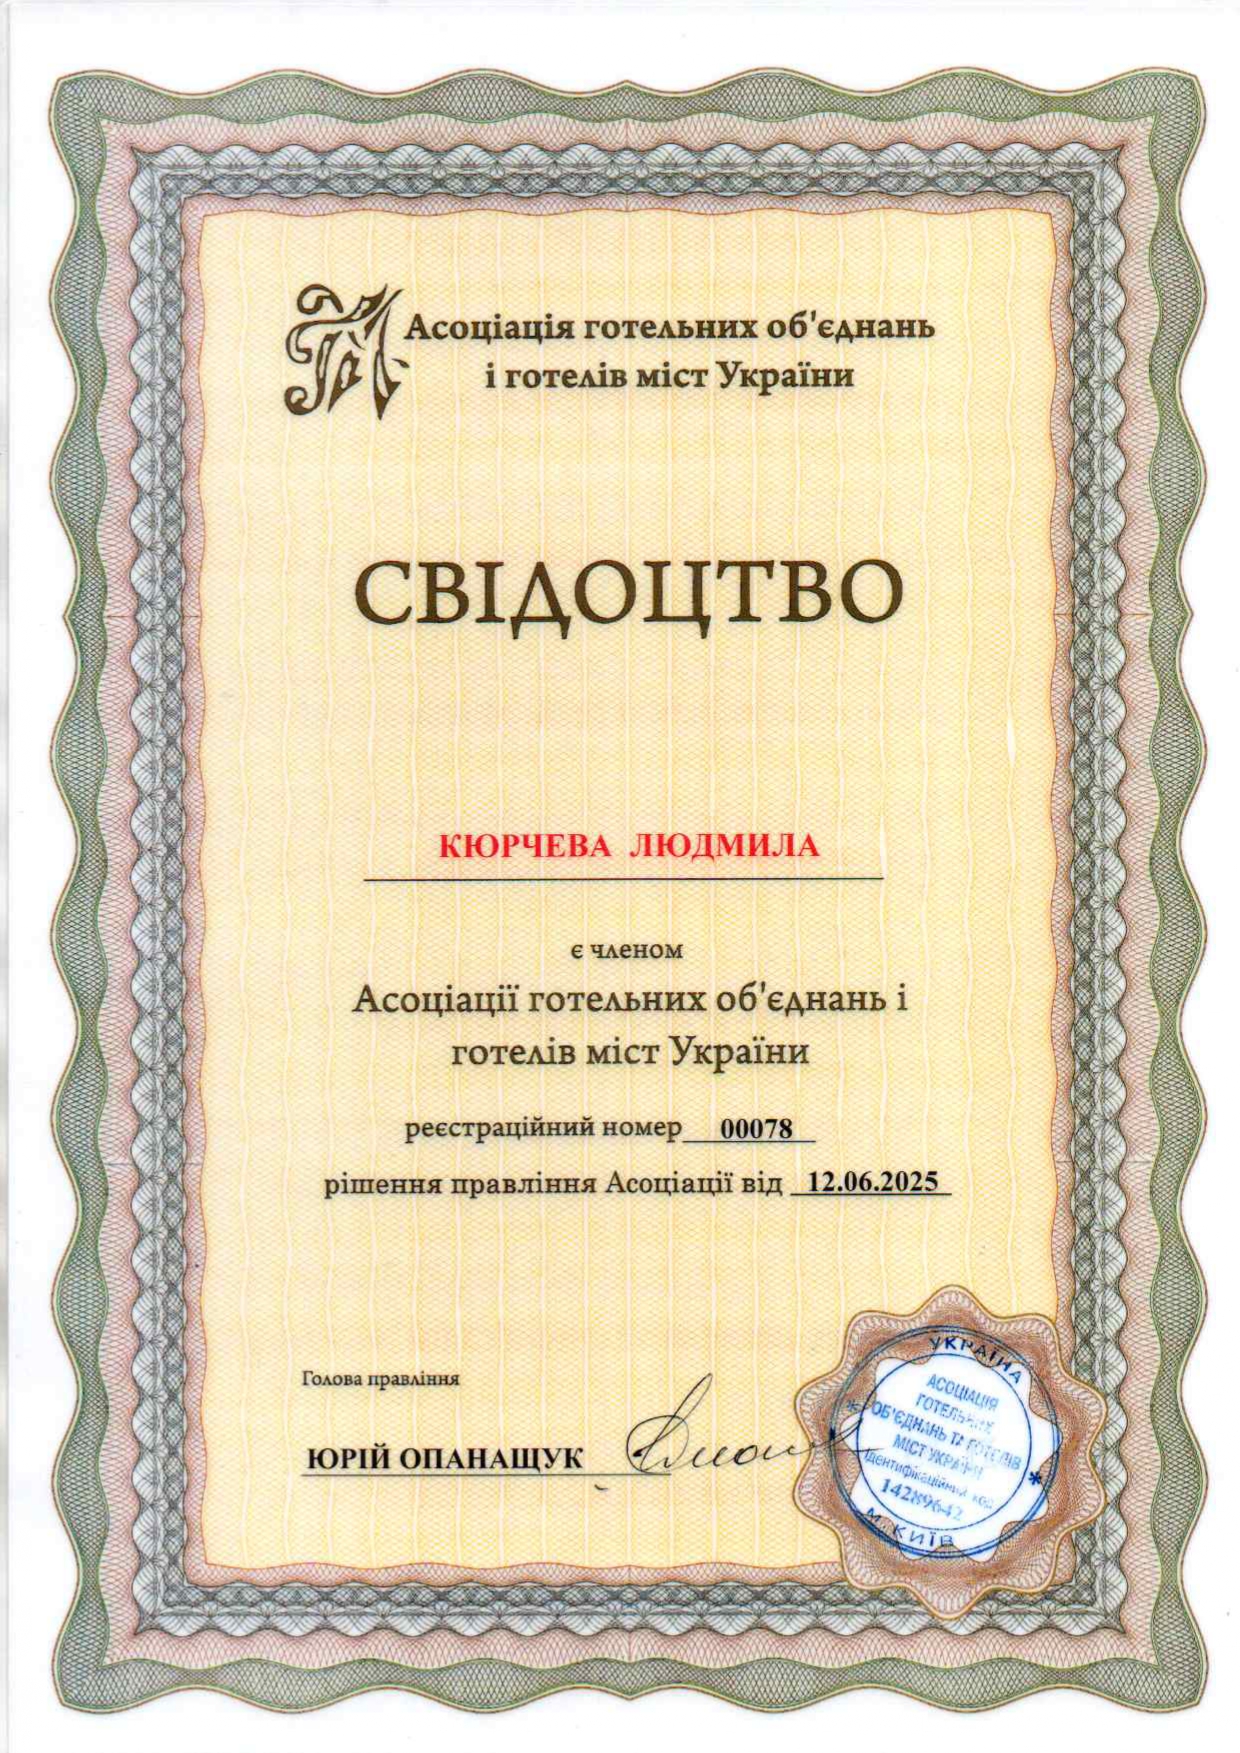 Асоціація готельних об'єднань
і готелів міст України
СВІДОЦТВО
КЮРЧЕВА ЛЮДМИЛА
є членом
Асоціації готельних об'єднань і
готелів міст України
реєстраційний номер 00078
рішення правління Асоціації від 12.06.2025
Голова правління
ЮРІЙ ОПАНАЩУК
УКРАЇНА
АСОЦІАЦІЯ
ГОТЕЛЬНИХ
ОБ'ЄДНАНЬ ТА ГОТЕЛІВ
МІСТ УКРАЇНИ
Ідентифікаційний код
14289642
М. КИЇВ